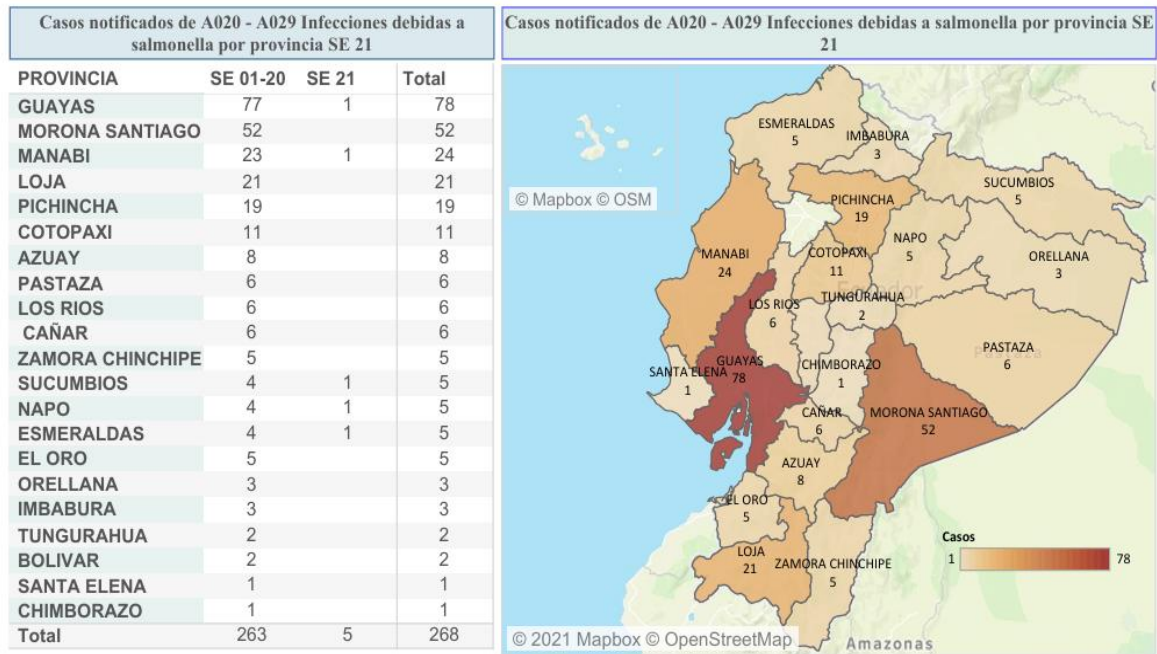 Casos notificados de A020 - A029 Infecciones debidas a
salmonella por provincia SE 21
PROVINCIA SE 01-20 SE 21 Total
GUAYAS 77 1 78
MORONA SANTIAGO 52 52
MANABI 23 1 24
LOJA 21 21
PICHINCHA 19 19
COTOPAXI 11 11
AZUAY 8 8
PASTAZA 6 6
LOS RIOS 6 6
CAÑAR 6 6
ZAMORA CHINCHIPE 5 5
SUCUMBIOS 4 1 5
NAPO 4 1 5
ESMERALDAS 4 1 5
EL ORO 5 5
ORELLANA 3 3
IMBABURA 3 3
TUNGURAHUA 2 2
BOLIVAR 2 2
SANTA ELENA 1 1
CHIMBORAZO 1 1
Total 263 5 268
Casos notificados de A020 - A029 Infecciones debidas a salmonella por provincia SE
21
ESMERALDAS
5
IMBABURA
3
© Mapbox © OSM
SUCUMBIOS
5
PICHINCHA
19
NAPO
5
MANABI
24
COTOPAXI
11
ORELLANA
3
Ecuador
TUNGURAHUA
2
LOS RIOS
6
PASTAZA
6
Pastaza
GUAYAS
78
SANTA ELENA
1
CHIMBORAZO
1
CAÑAR
6
MORONA SANTIAGO
52
AZUAY
8
EL ORO
5
LOJA
21
ZAMORA CHINCHIPE
5
Casos
1 78
© 2021 Mapbox © OpenStreetMap
Amazonas